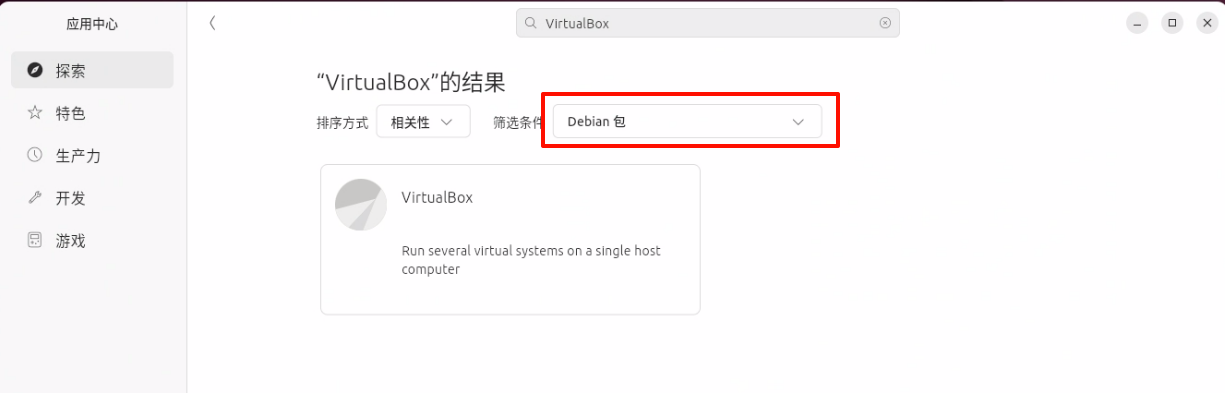 应用中心
VirtualBox
探索
特色
生产力
开发
游戏
“VirtualBox”的结果
排序方式 相关性 筛选条件 Debian 包
VirtualBox
Run several virtual systems on a single host
computer